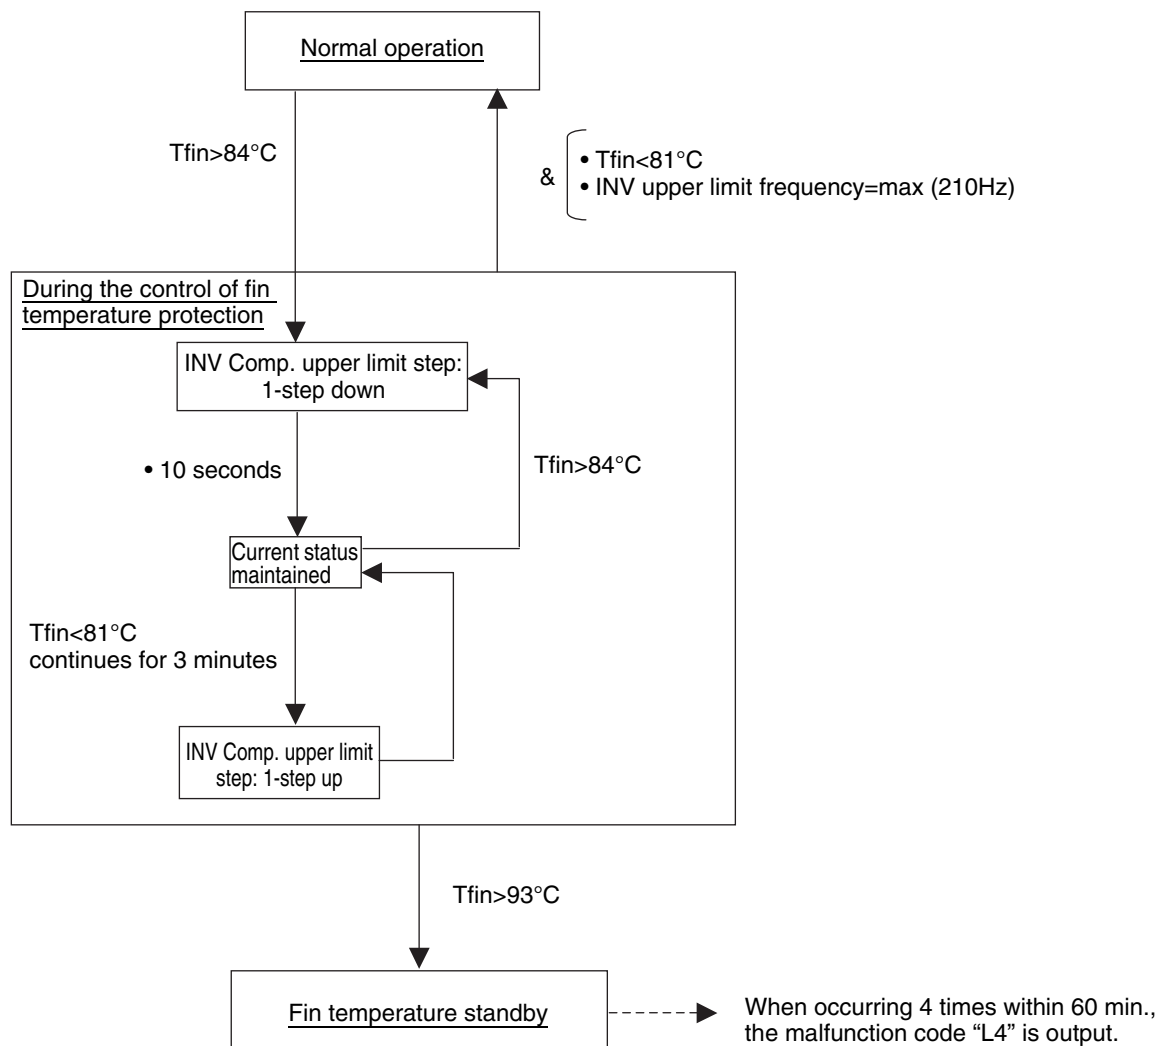 Normal operation
Tfin>84°C
&
• Tfin<81°C
• INV upper limit frequency=max (210Hz)
During the control of fin
temperature protection
INV Comp. upper limit step:
1-step down
• 10 seconds
Tfin>84°C
Current status
maintained
Tfin<81°C
continues for 3 minutes
INV Comp. upper limit
step: 1-step up
Tfin>93°C
Fin temperature standby
When occurring 4 times within 60 min.,
the malfunction code “L4” is output.